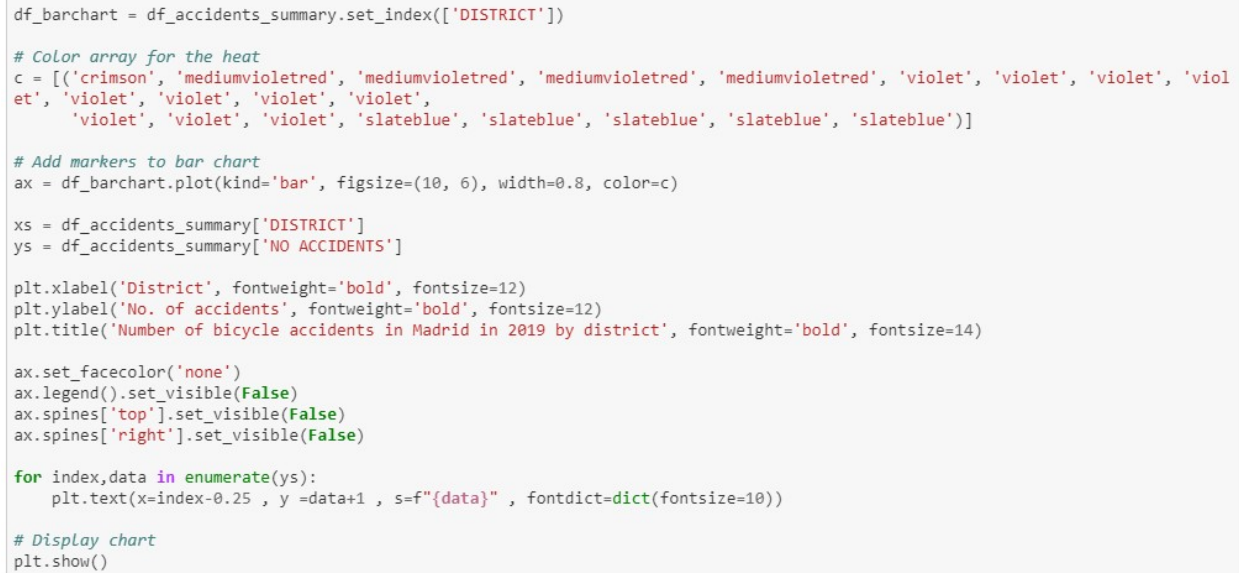 df_barchart = df_accidents_summary.set_index(['DISTRICT'])

# Color array for the heat
c = [('crimson', 'mediumvioletred', 'mediumvioletred', 'mediumvioletred', 'mediumvioletred', 'violet', 'violet', 'violet', 'viol
et', 'violet', 'violet', 'violet', 'violet',
      'violet', 'violet', 'violet', 'slateblue', 'slateblue', 'slateblue', 'slateblue', 'slateblue')]

# Add markers to bar chart
ax = df_barchart.plot(kind='bar', figsize=(10, 6), width=0.8, color=c)

xs = df_accidents_summary['DISTRICT']
ys = df_accidents_summary['NO ACCIDENTS']

plt.xlabel('District', fontweight='bold', fontsize=12)
plt.ylabel('No. of accidents', fontweight='bold', fontsize=12)
plt.title('Number of bicycle accidents in Madrid in 2019 by district', fontweight='bold', fontsize=14)

ax.set_facecolor('none')
ax.legend().set_visible(False)
ax.spines['top'].set_visible(False)
ax.spines['right'].set_visible(False)

for index,data in enumerate(ys):
    plt.text(x=index-0.25 , y =data+1 , s=f"{data}" , fontdict=dict(fontsize=10))

# Display chart
plt.show()